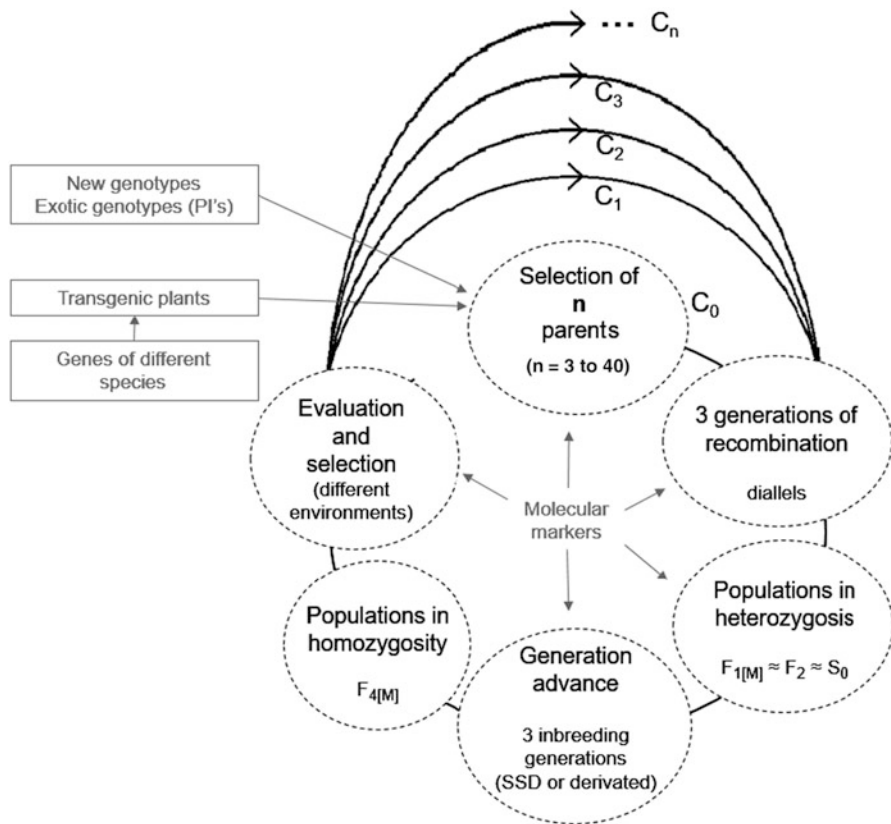 ... Cₙ
C₃
C₂
C₁
New genotypes
Exotic genotypes (PI's)
Transgenic plants
Genes of different
species
Selection of
n
parents
(n = 3 to 40)
C₀
3 generations of
recombination
diallels
Evaluation
and
selection
(different
environments)
Molecular
markers
Populations in
heterozygosis
F₁[M] ≈ F₂ ≈ S₀
Populations in
homozygosity
F₄[M]
Generation
advance
3 inbreeding
generations
(SSD or derivated)